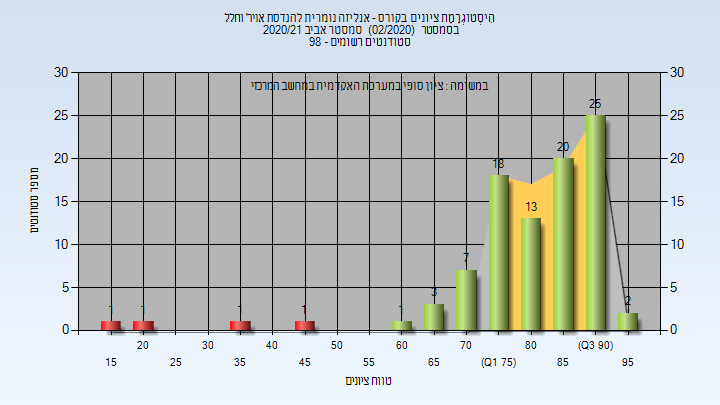 הִיסְטוֹגְרָמַת ציונים בקורס - אנליזה נומרית להנדסת אויר וחלל
בסמסטר (02/2020) סמסטר אביב 2020/21
סטודנטים רשומים - 98
במשימה : ציון סופי במערכת האקדמית במחשב המרכזי
30 30
25 25
20 20
15 15
10 10
5 5
0 0
מספר סטודנטים
1 1 1 1 1 3 7 18 13 20 25 2
20 30 40 50 60 70 80 (Q3 90)
15 25 35 45 55 65 (Q1 75) 85 95
טווח ציונים